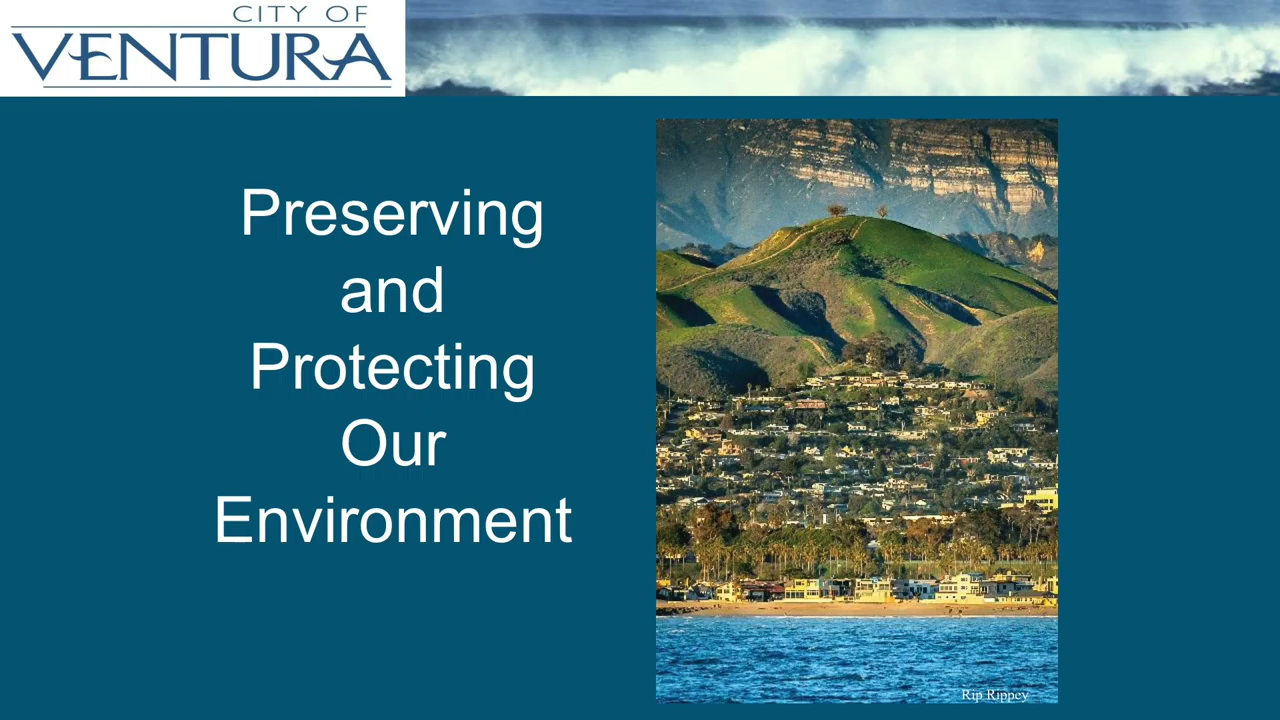 CITY OF
VENTURA
Preserving
and
Protecting
Our
Environment
Rip Rippey